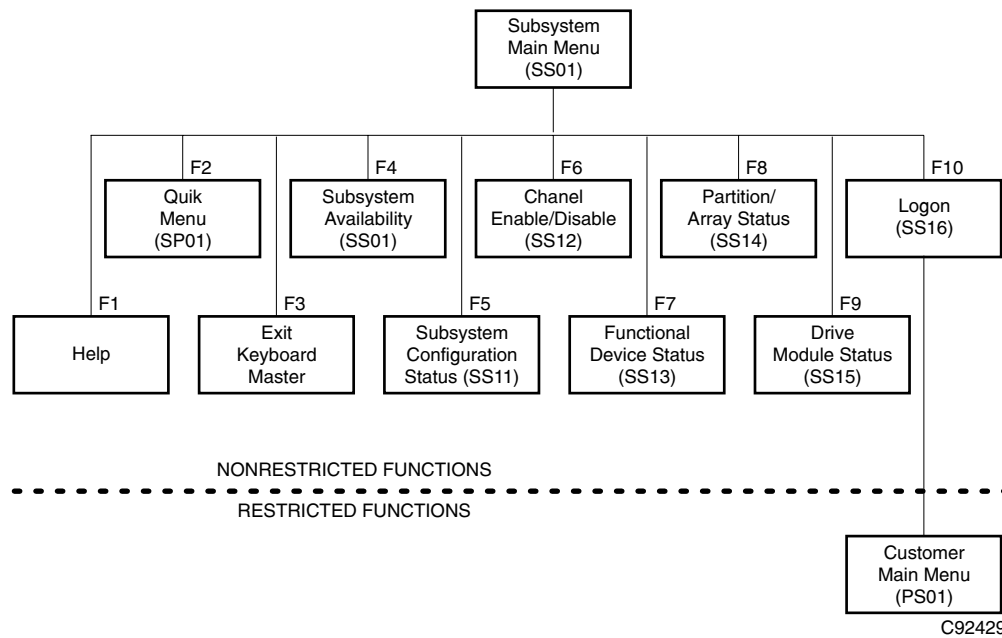 Subsystem
Main Menu
(SS01)
F2
Quik
Menu
(SP01)
F4
Subsystem
Availability
(SS01)
F6
Chanel
Enable/Disable
(SS12)
F8
Partition/
Array Status
(SS14)
F10
Logon
(SS16)
F1
Help
F3
Exit
Keyboard
Master
F5
Subsystem
Configuration
Status (SS11)
F7
Functional
Device Status
(SS13)
F9
Drive
Module Status
(SS15)
NONRESTRICTED FUNCTIONS
RESTRICTED FUNCTIONS
Customer
Main Menu
(PS01)
C92429